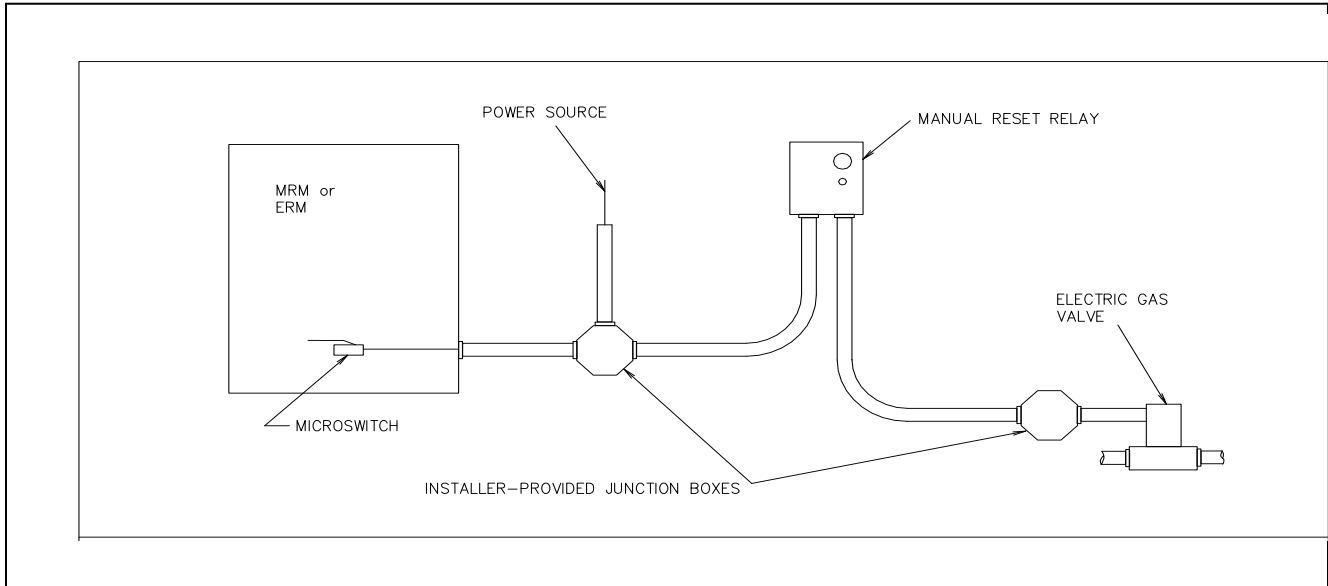 POWER SOURCE
MANUAL RESET RELAY
MRM or
ERM
ELECTRIC GAS
VALVE
MICROSWITCH
INSTALLER-PROVIDED JUNCTION BOXES